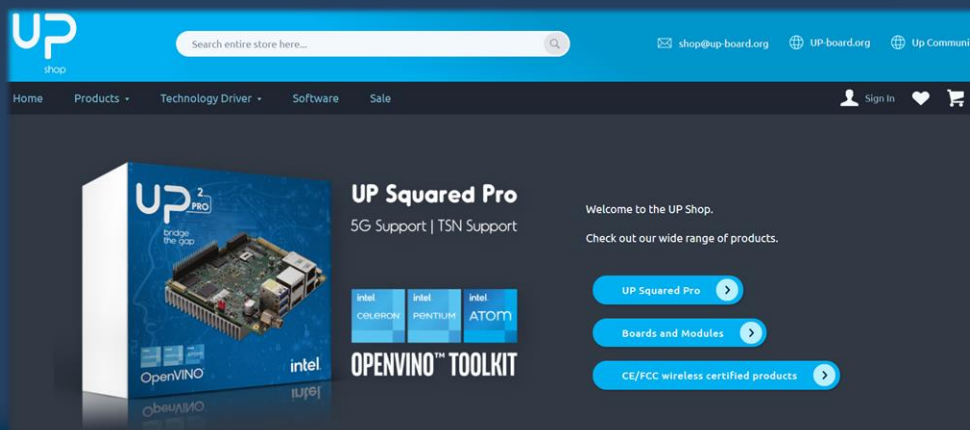 UP
shop
Search entire store here...
shop@up-board.org
UP-board.org
Up Communi
Home
Products
Technology Driver
Software
Sale
Sign In
UP 2 PRO
bridge
the gap
OpenVINO
intel
UP Squared Pro
5G Support | TSN Support
intel intel intel
CELERON PENTIUM ATOM
OPENVINO™ TOOLKIT
Welcome to the UP Shop.
Check out our wide range of products.
UP Squared Pro
Boards and Modules
CE/FCC wireless certified products